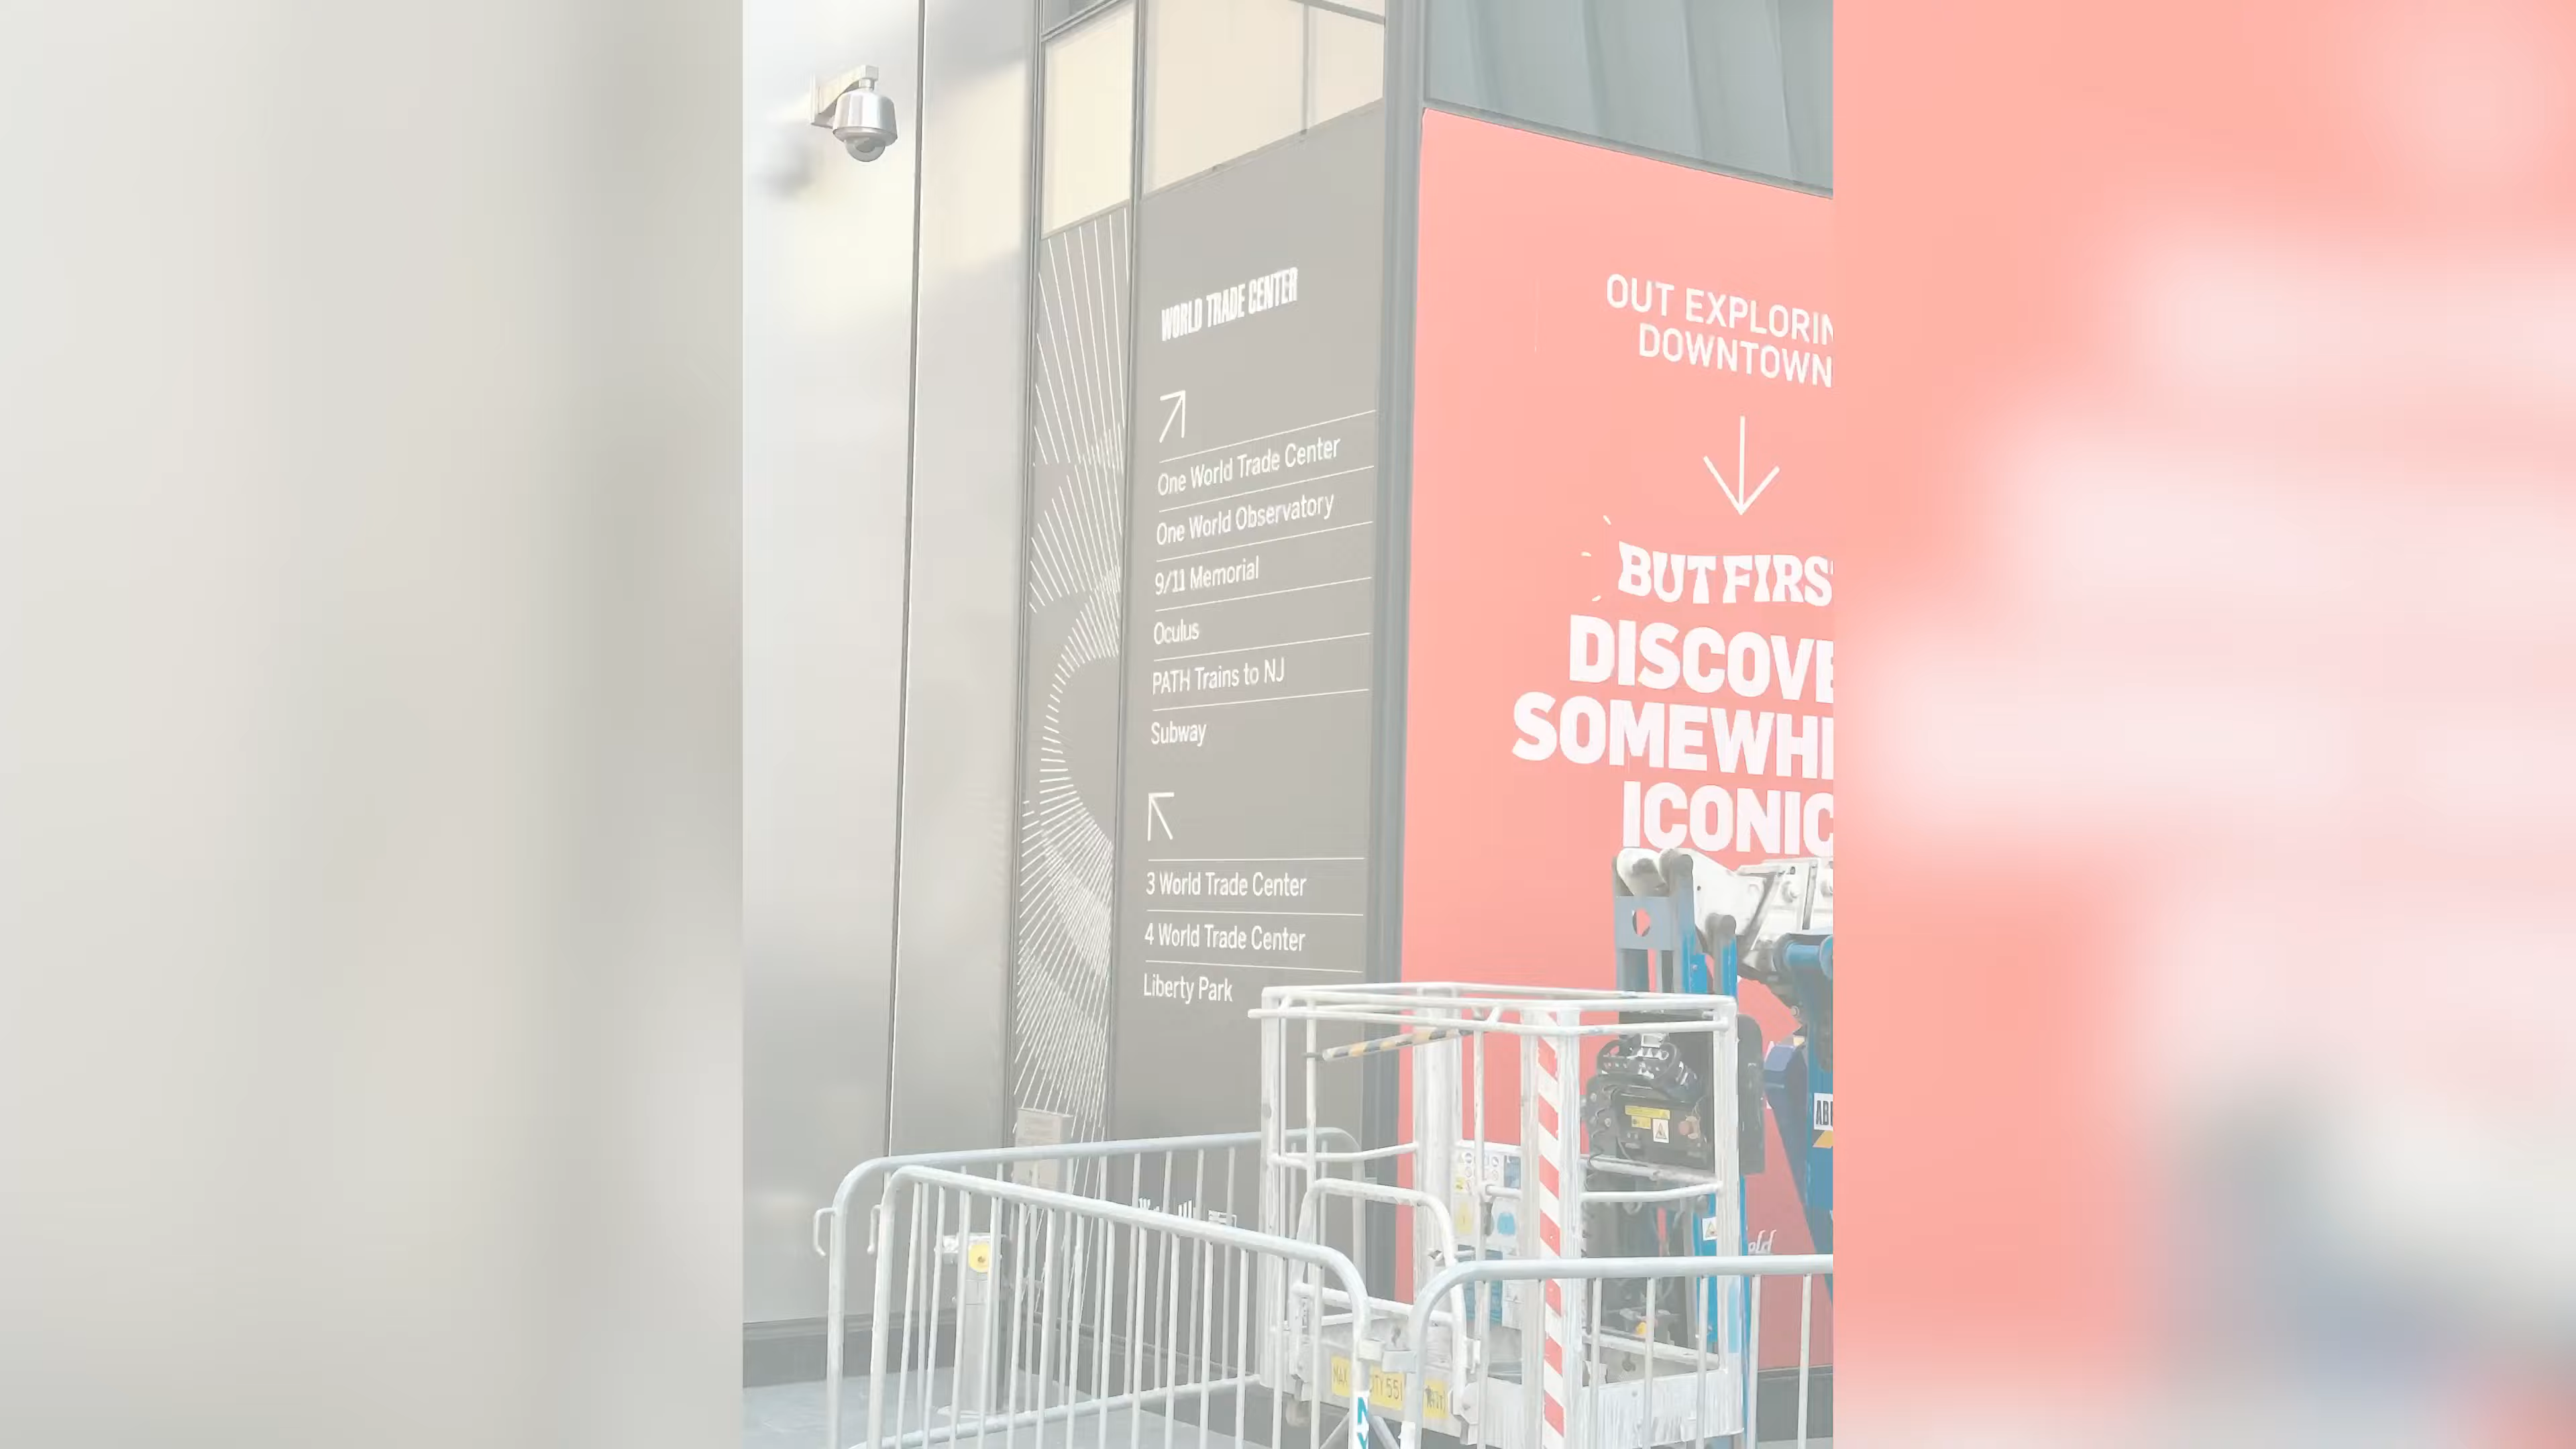 WORLD TRADE CENTER
One World Trade Center
One World Observatory
9/11 Memorial
Oculus
PATH Trains to NJ
Subway
3 World Trade Center
4 World Trade Center
Liberty Park
OUT EXPLORIN
DOWNTOWN
BUT FIRS
DISCOVE
SOMEWH
ICONIC